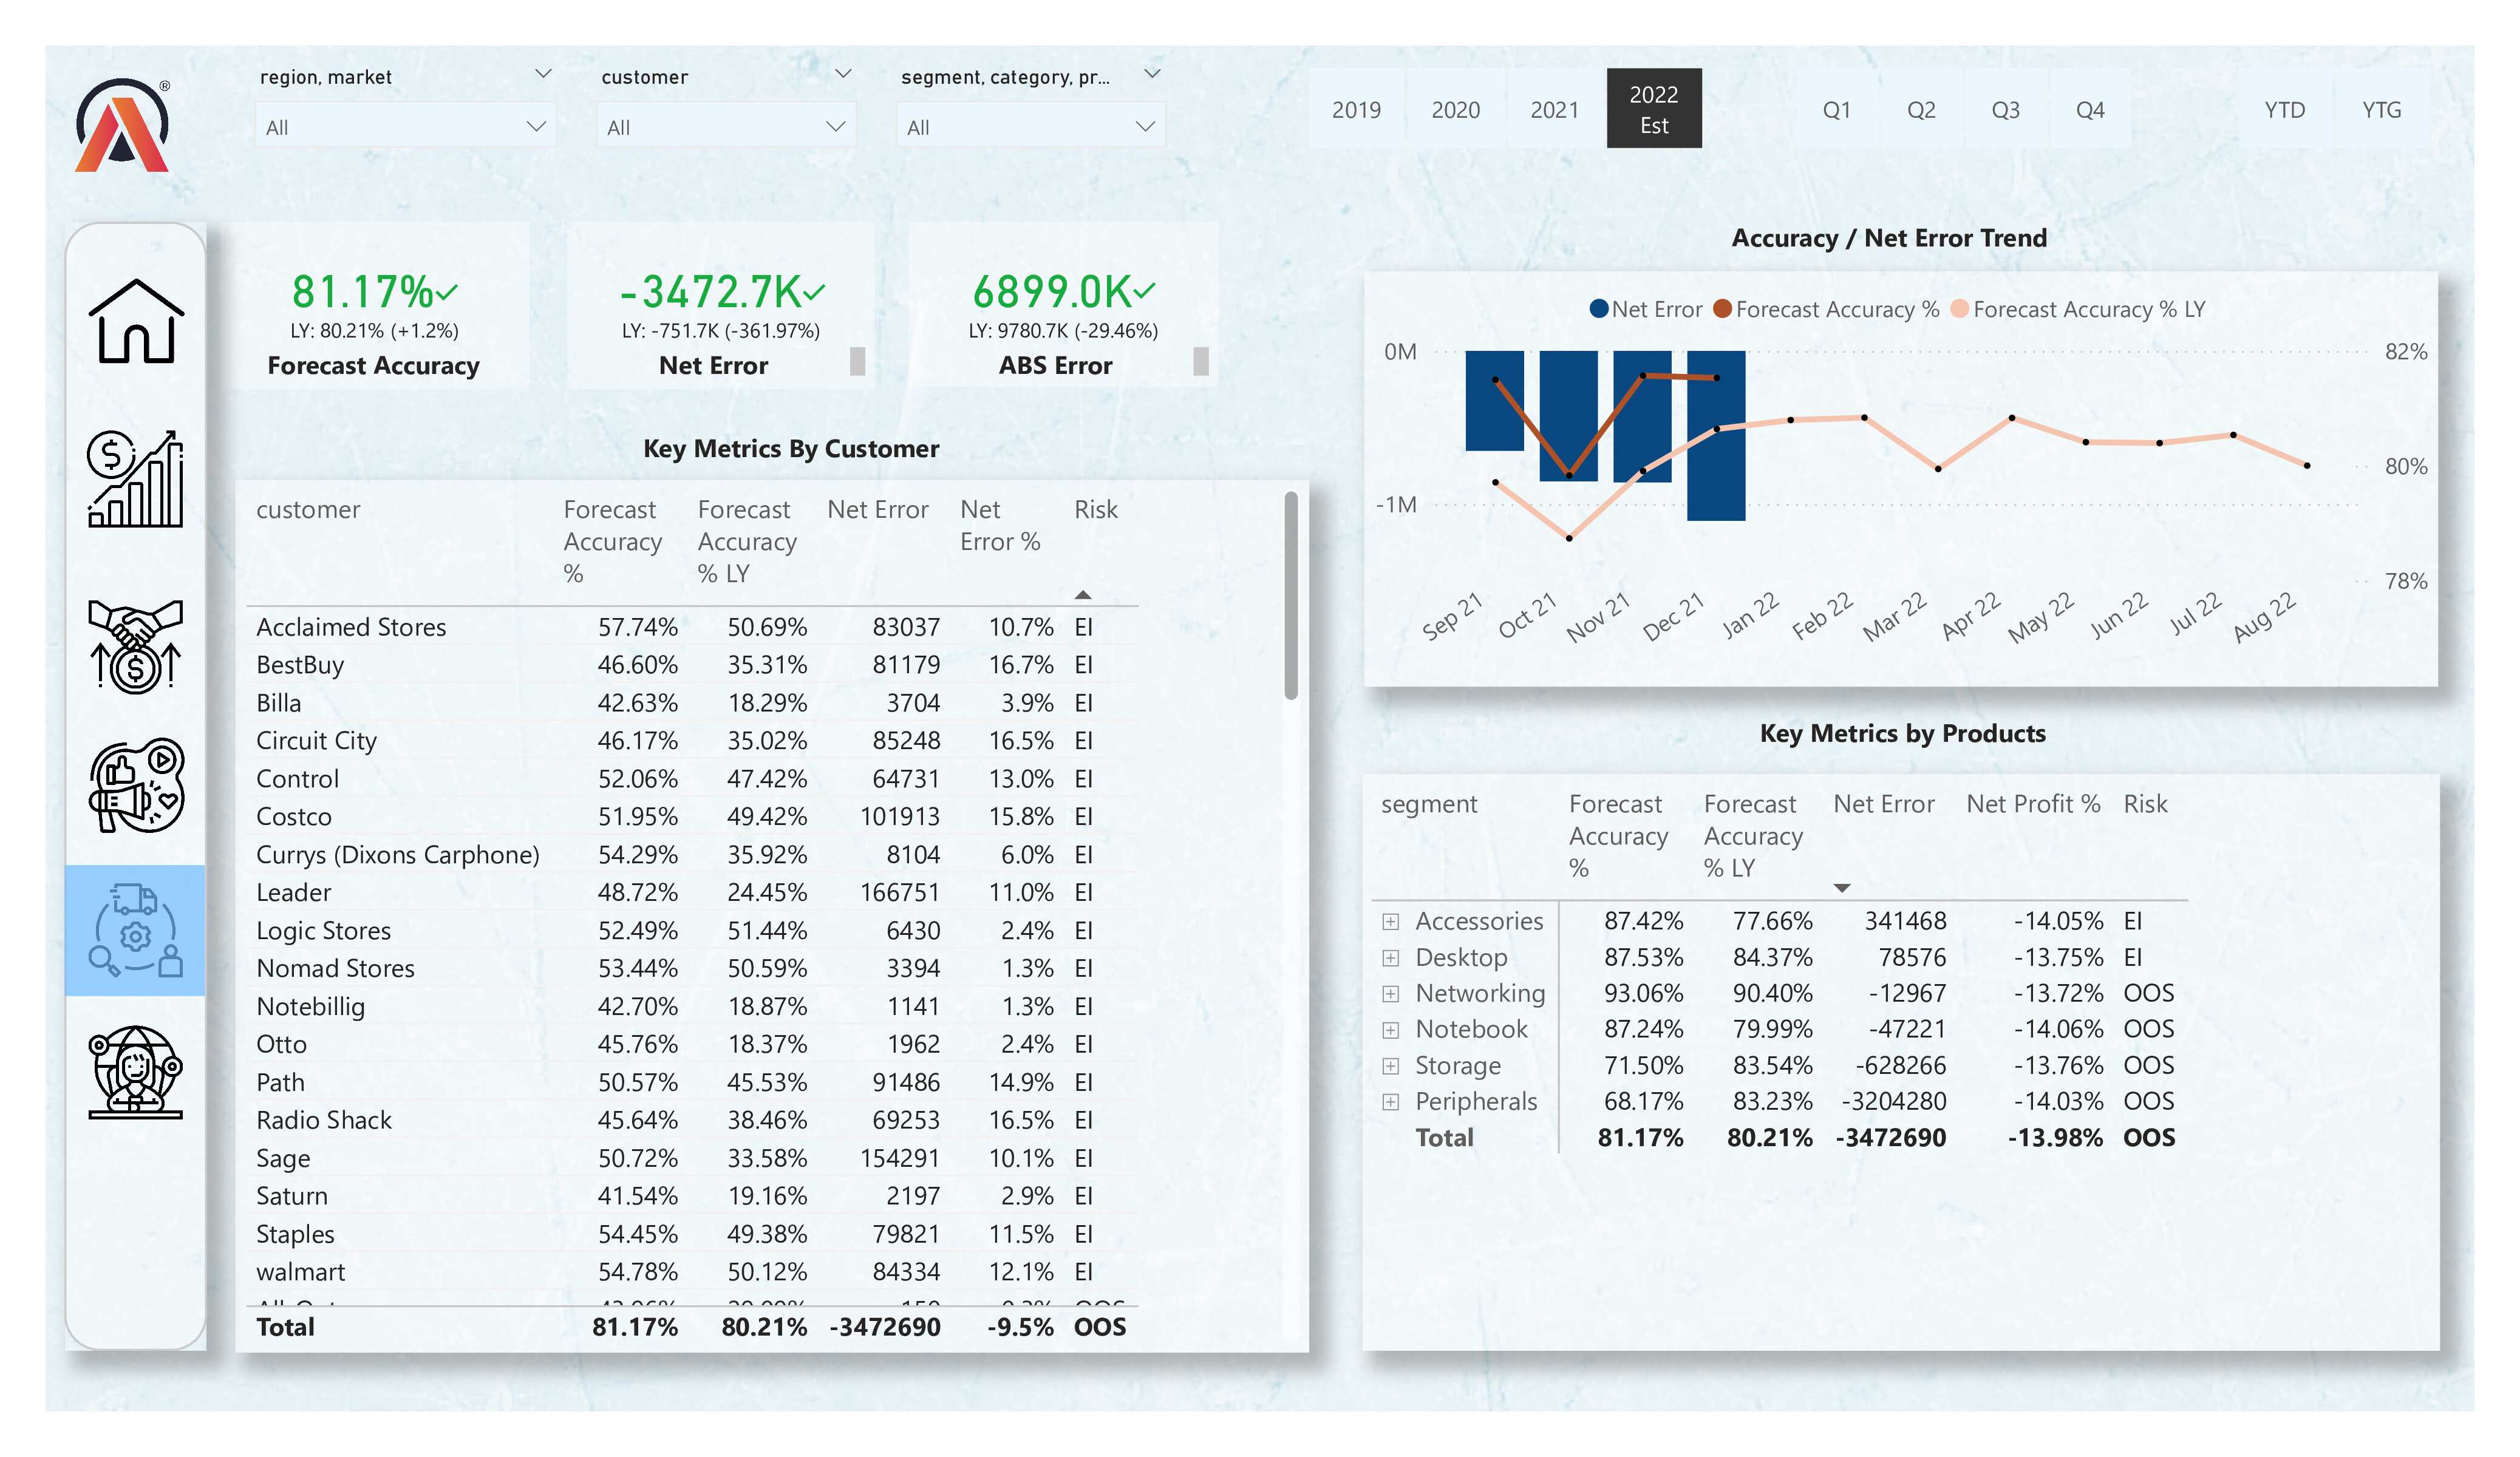 region, market
customer
segment, category, pr...
All
All
All
2019
2020
2021
2022
Est
Q1
Q2
Q3
Q4
YTD
YTG
®
81.17%
LY: 80.21% (+1.2%)
Forecast Accuracy
-3472.7K
LY: -751.7K (-361.97%)
Net Error
6899.0K
LY: 9780.7K (-29.46%)
ABS Error
Key Metrics By Customer
customer Forecast Accuracy % Forecast Accuracy % LY Net Error Net Error % Risk
Acclaimed Stores 57.74% 50.69% 83037 10.7% EI
BestBuy 46.60% 35.31% 81179 16.7% EI
Billa 42.63% 18.29% 3704 3.9% EI
Circuit City 46.17% 35.02% 85248 16.5% EI
Control 52.06% 47.42% 64731 13.0% EI
Costco 51.95% 49.42% 101913 15.8% EI
Currys (Dixons Carphone) 54.29% 35.92% 8104 6.0% EI
Leader 48.72% 24.45% 166751 11.0% EI
Logic Stores 52.49% 51.44% 6430 2.4% EI
Nomad Stores 53.44% 50.59% 3394 1.3% EI
Notebillig 42.70% 18.87% 1141 1.3% EI
Otto 45.76% 18.37% 1962 2.4% EI
Path 50.57% 45.53% 91486 14.9% EI
Radio Shack 45.64% 38.46% 69253 16.5% EI
Sage 50.72% 33.58% 154291 10.1% EI
Saturn 41.54% 19.16% 2197 2.9% EI
Staples 54.45% 49.38% 79821 11.5% EI
walmart 54.78% 50.12% 84334 12.1% EI
Total 81.17% 80.21% -3472690 -9.5% OOS
Accuracy / Net Error Trend
Net Error Forecast Accuracy % Forecast Accuracy % LY
0M
-1M
82%
80%
78%
Sep 21
Oct 21
Nov 21
Dec 21
Jan 22
Feb 22
Mar 22
Apr 22
May 22
Jun 22
Jul 22
Aug 22
Key Metrics by Products
segment Forecast Accuracy % Forecast Accuracy % LY Net Error Net Profit % Risk
Accessories 87.42% 77.66% 341468 -14.05% EI
Desktop 87.53% 84.37% 78576 -13.75% EI
Networking 93.06% 90.40% -12967 -13.72% OOS
Notebook 87.24% 79.99% -47221 -14.06% OOS
Storage 71.50% 83.54% -628266 -13.76% OOS
Peripherals 68.17% 83.23% -3204280 -14.03% OOS
Total 81.17% 80.21% -3472690 -13.98% OOS